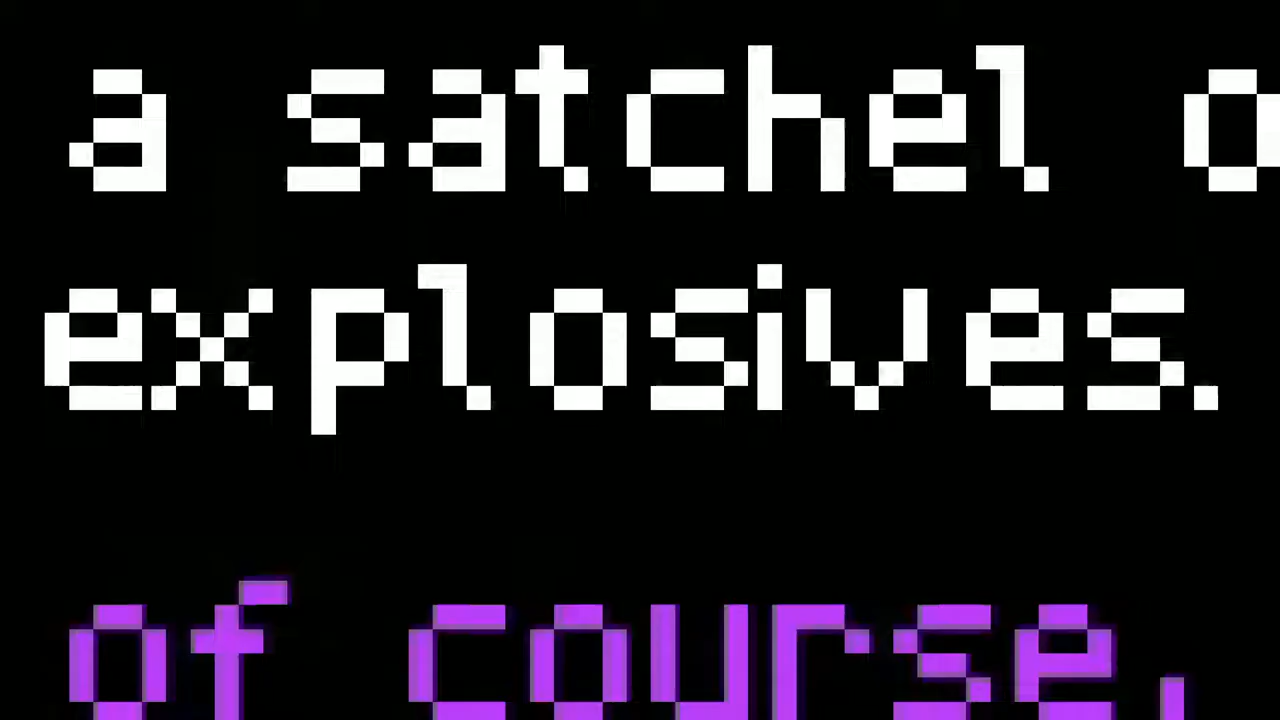 a satchel o
explosives.
of course,